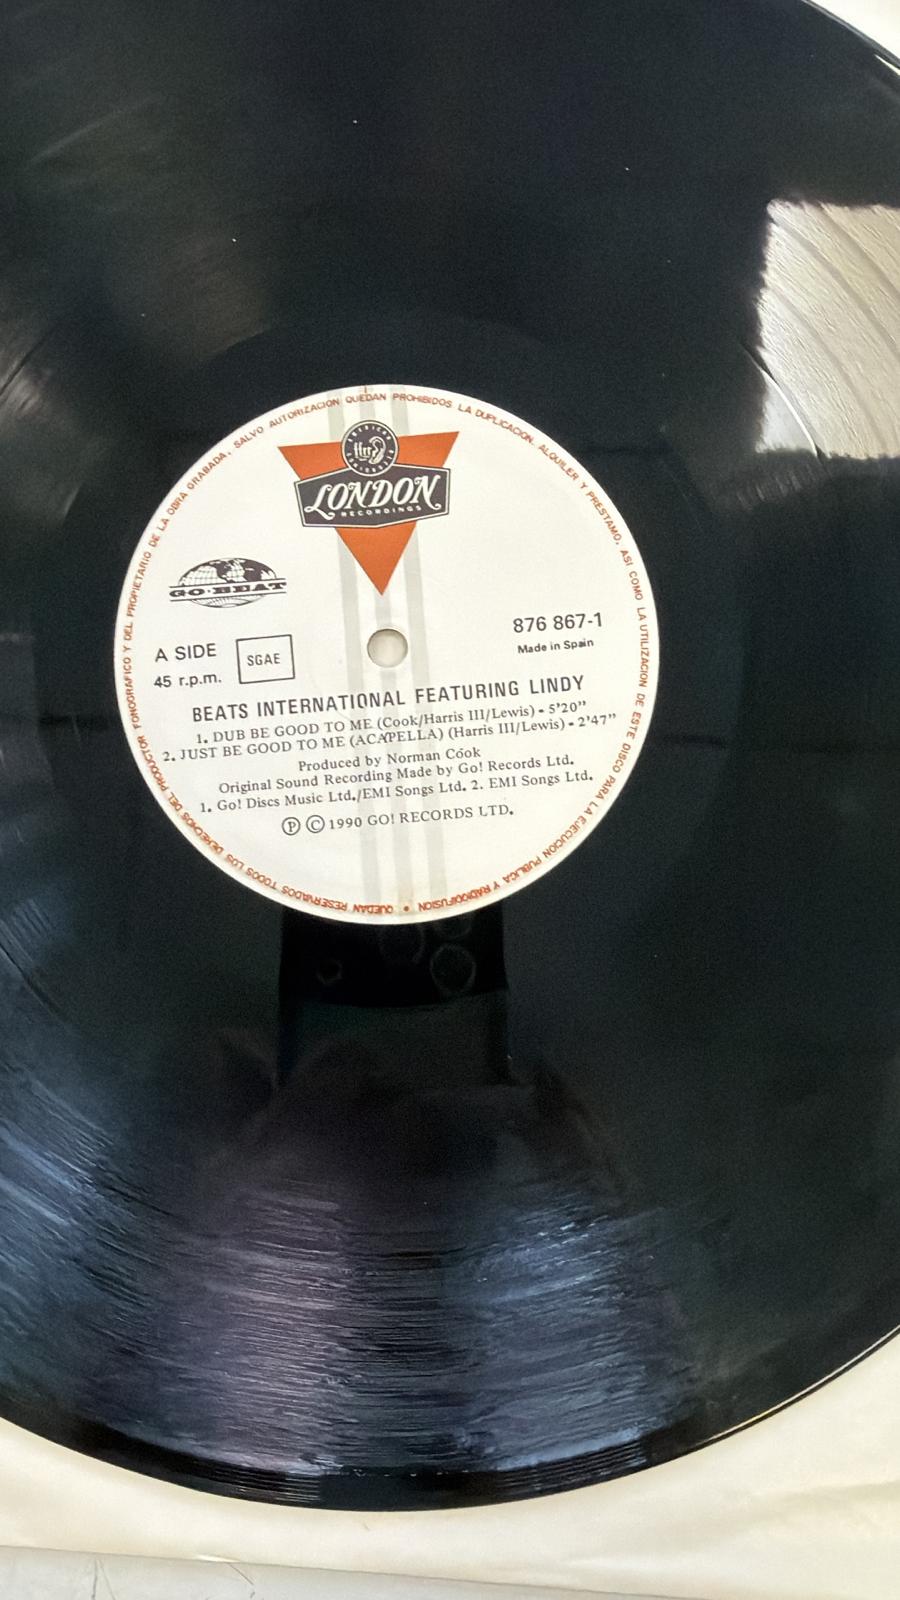 ffrr
LONDON
RECORDINGS
GO·BEAT
A SIDE
SGAE
876 867-1
45 r.p.m.
Made in Spain
BEATS INTERNATIONAL FEATURING LINDY
1. DUB BE GOOD TO ME (Cook/Harris III/Lewis) - 5'20"
2. JUST BE GOOD TO ME (ACAPELLA) (Harris III/Lewis) - 2'47"
Produced by Norman Cook
Original Sound Recording Made by Go! Records Ltd.
1. Go! Discs Music Ltd./EMI Songs Ltd. 2. EMI Songs Ltd.
Ⓟ Ⓒ 1990 GO! RECORDS LTD.
QUEDAN RESERVADOS TODOS LOS DERECHOS DEL PRODUCTOR FONOGRAFICO Y DEL PROPIETARIO DE LA OBRA GRABADA. SALVO AUTORIZACION QUEDAN PROHIBIDOS LA DUPLICACION, ALQUILER Y PRESTAMO, ASI COMO LA UTILIZACION DE ESTE DISCO PARA LA EJECUCION PUBLICA Y RADIODIFUSION •